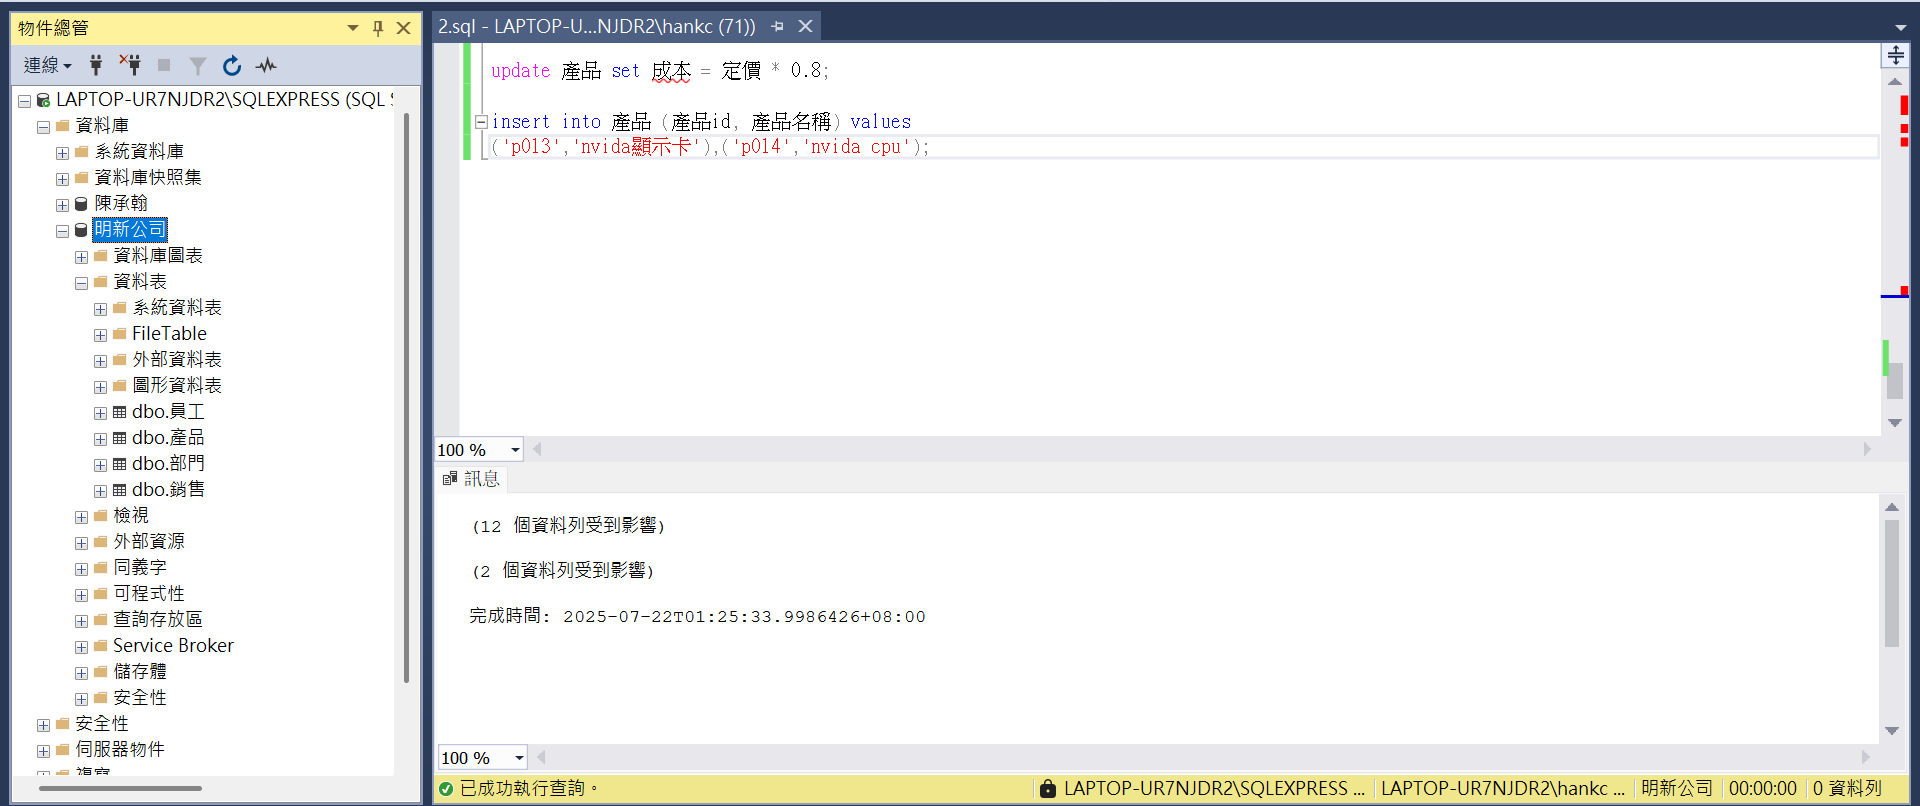 物件總管
連線
LAPTOP-UR7NJDR2\SQLEXPRESS (SQL S
資料庫
系統資料庫
資料庫快照集
陳承翰
明新公司
資料庫圖表
資料表
系統資料表
FileTable
外部資料表
圖形資料表
dbo.員工
dbo.產品
dbo.部門
dbo.銷售
檢視
外部資源
同義字
可程式性
查詢存放區
Service Broker
儲存體
安全性
安全性
伺服器物件
複寫
2.sql - LAPTOP-U...NJDR2\hankc (71))
update 產品 set 成本 = 定價 * 0.8;
insert into 產品 (產品id, 產品名稱) values
('p013','nvida顯示卡'),('p014','nvida cpu');
100 %
訊息
(12 個資料列受到影響)
(2 個資料列受到影響)
完成時間: 2025-07-22T01:25:33.9986426+08:00
100 %
已成功執行查詢。
LAPTOP-UR7NJDR2\SQLEXPRESS ...
LAPTOP-UR7NJDR2\hankc ...
明新公司
00:00:00
0 資料列